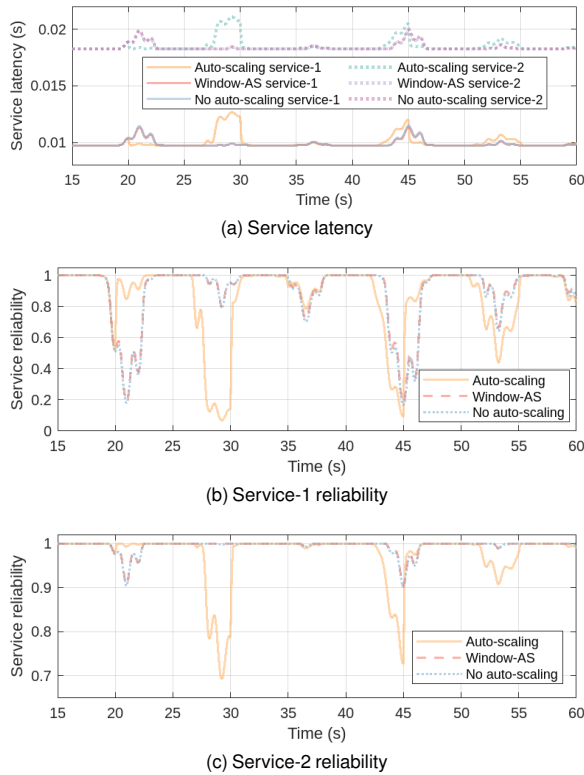 0.02
0.015
0.01
Service latency (s)
Auto-scaling service-1
Window-AS service-1
No auto-scaling service-1
Auto-scaling service-2
Window-AS service-2
No auto-scaling service-2
15 20 25 30 35 40 45 50 55 60
Time (s)
(a) Service latency
1
0.8
0.6
0.4
0.2
0
Service reliability
Auto-scaling
Window-AS
No auto-scaling
15 20 25 30 35 40 45 50 55 60
Time (s)
(b) Service-1 reliability
1
0.9
0.8
0.7
Service reliability
Auto-scaling
Window-AS
No auto-scaling
15 20 25 30 35 40 45 50 55 60
Time (s)
(c) Service-2 reliability